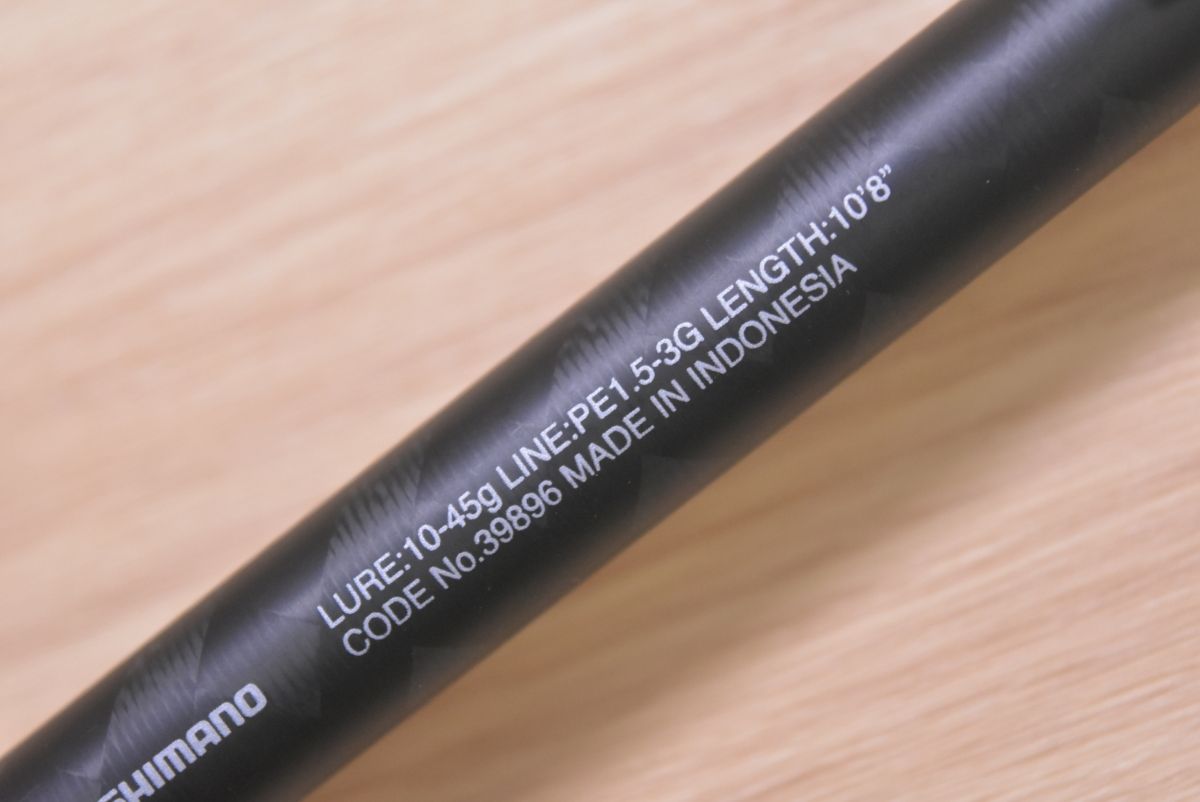 LURE:10-45g LINE:PE1.5-3G LENGTH:10'8”
CODE No.39896 MADE IN INDONESIA
SHIMANO